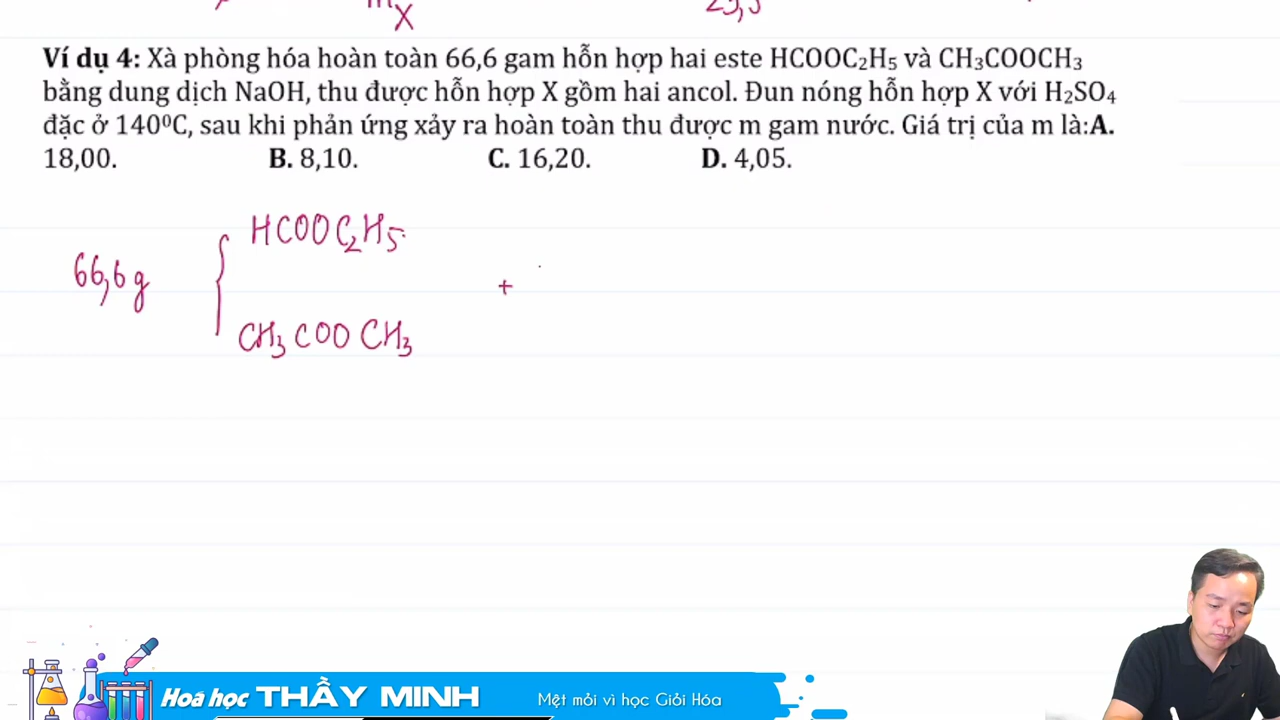 m
X
Ví dụ 4: Xà phòng hóa hoàn toàn 66,6 gam hỗn hợp hai este HCOOC₂H₅ và CH₃COOCH₃
bằng dung dịch NaOH, thu được hỗn hợp X gồm hai ancol. Đun nóng hỗn hợp X với H₂SO₄
đặc ở 140⁰C, sau khi phản ứng xảy ra hoàn toàn thu được m gam nước. Giá trị của m là:A.
18,00. B. 8,10. C. 16,20. D. 4,05.
HCOOC₂H₅
66,6g +
CH₃COOCH₃
Hoá học THẦY MINH Mệt mỏi vì học Giỏi Hóa